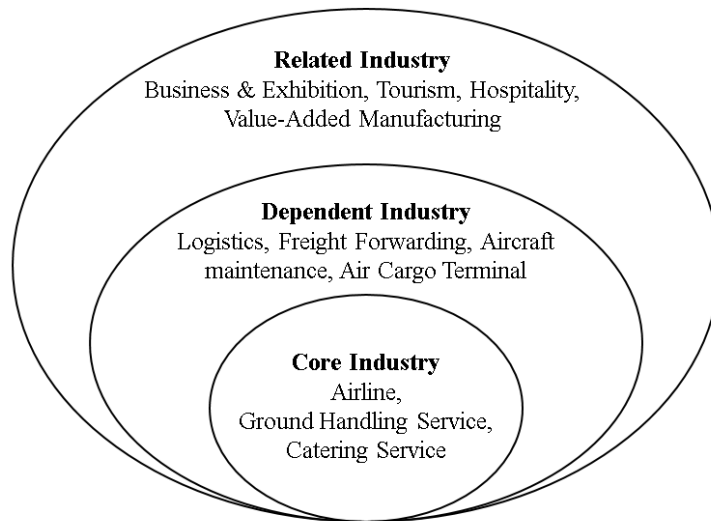 Related Industry
Business & Exhibition, Tourism, Hospitality,
Value-Added Manufacturing
Dependent Industry
Logistics, Freight Forwarding, Aircraft
maintenance, Air Cargo Terminal
Core Industry
Airline,
Ground Handling Service,
Catering Service